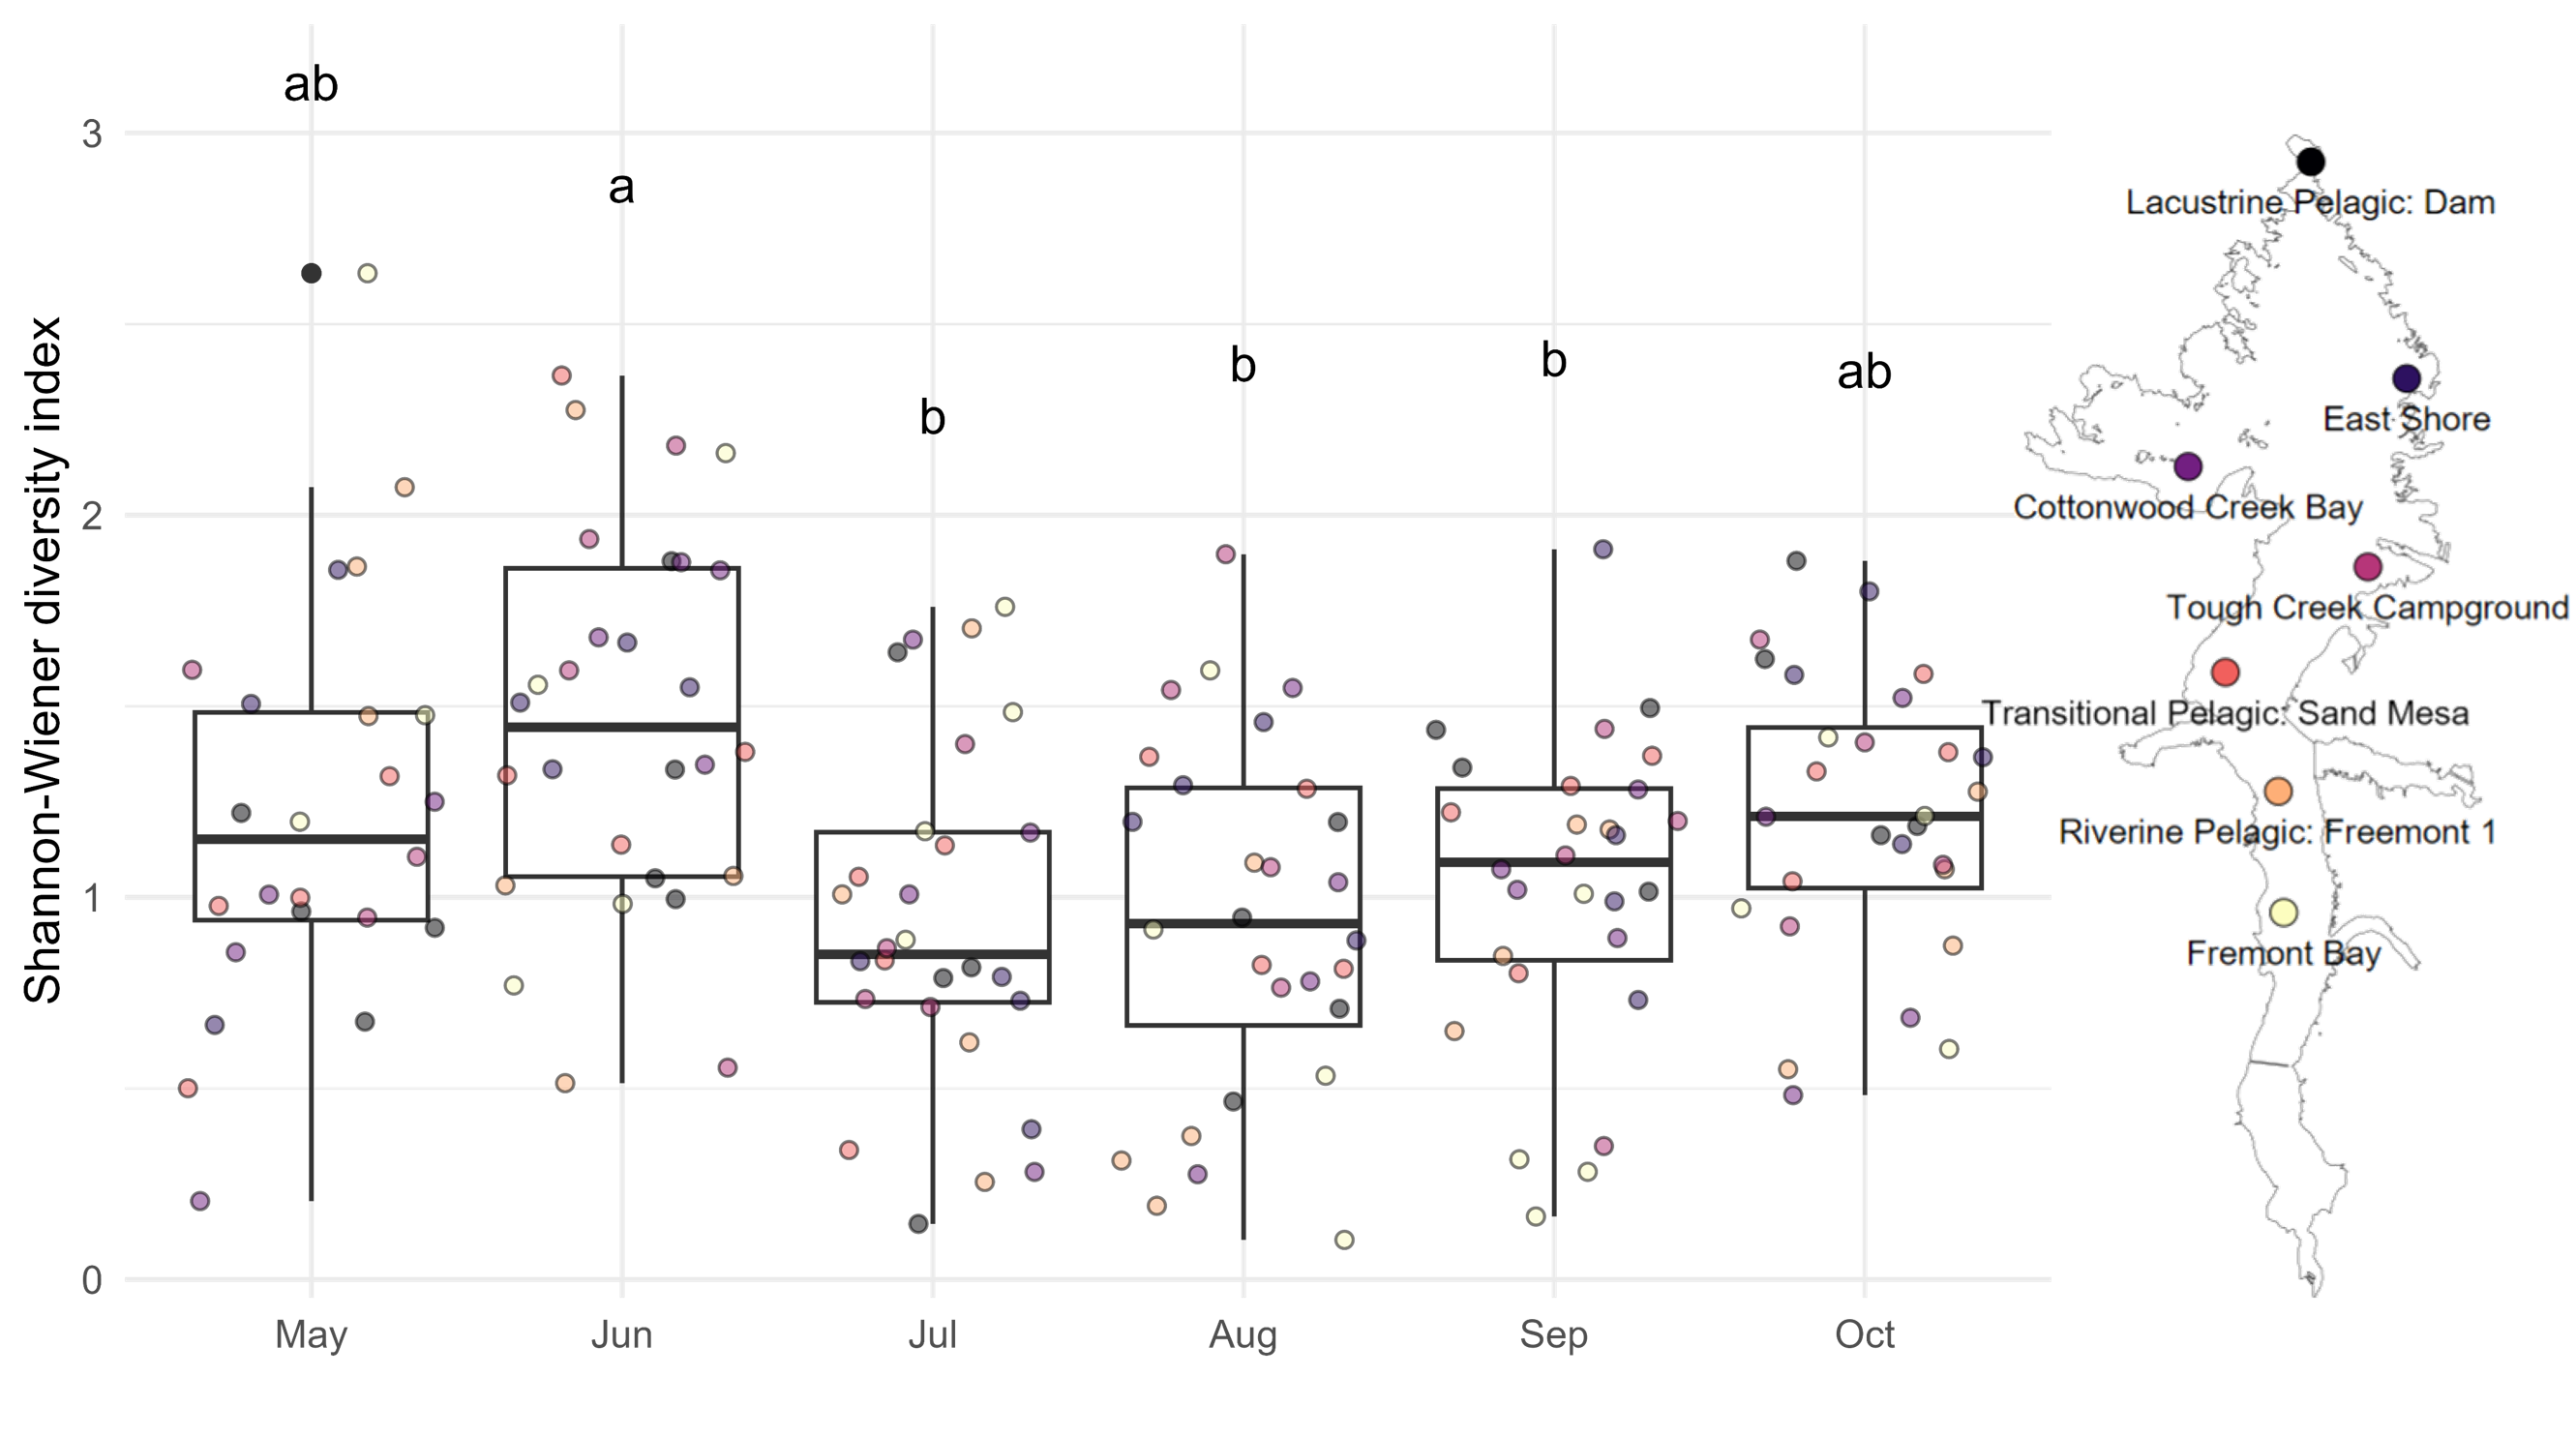 Shannon-Wiener diversity index
3
2
1
0
ab
a
b
b
b
ab
May
Jun
Jul
Aug
Sep
Oct
Lacustrine Pelagic: Dam
East Shore
Cottonwood Creek Bay
Tough Creek Campground
Transitional Pelagic: Sand Mesa
Riverine Pelagic: Freemont 1
Fremont Bay